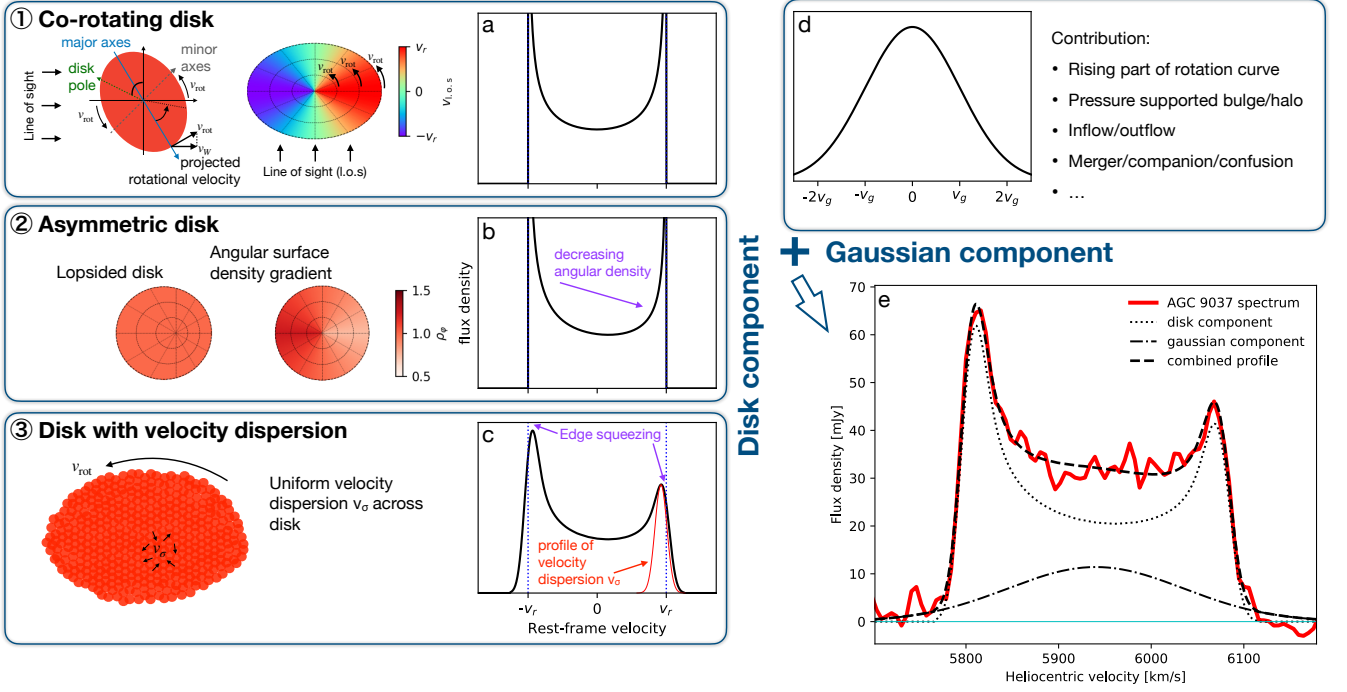 ① Co-rotating disk
major axes
minor
axes
disk
pole
Line of sight
v_rot
v_rot
v_rot
v_W
projected
rotational velocity
v_rot
v_rot
v_rot
Line of sight (l.o.s)
v_r
0
-v_r
v_l.o.s
a
② Asymmetric disk
Lopsided disk
Angular surface
density gradient
1.5
1.0
0.5
ρ_φ
flux density
b
decreasing
angular density
③ Disk with velocity dispersion
v_rot
v_σ
Uniform velocity
dispersion v_σ across
disk
c
Edge squeezing
profile of
velocity
dispersion v_σ
-v_r
0
v_r
Rest-frame velocity
d
-2v_g
-v_g
0
v_g
2v_g
Contribution:
• Rising part of rotation curve
• Pressure supported bulge/halo
• Inflow/outflow
• Merger/companion/confusion
• ...
Disk component
+ Gaussian component
e
AGC 9037 spectrum
disk component
gaussian component
combined profile
70
60
50
40
30
20
10
0
Flux density [mJy]
5800
5900
6000
6100
Heliocentric velocity [km/s]